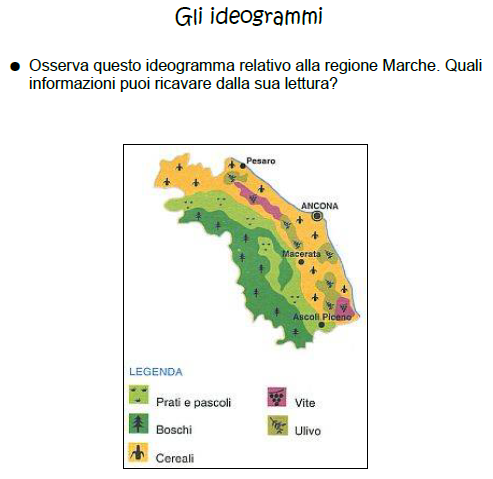 Gli ideogrammi
● Osserva questo ideogramma relativo alla regione Marche. Quali
informazioni puoi ricavare dalla sua lettura?
Pesaro
ANCONA
Macerata
Ascoli Piceno
LEGENDA
Prati e pascoli
Vite
Boschi
Ulivo
Cereali